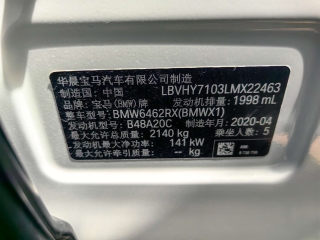 华晨宝马汽车有限公司制造
制造国：中国 LBVHY7103LMX22463
品牌：宝马(BMW)牌 发动机排量：1998 mL
整车型号：BMW6462RX(BMWX1)
发动机型号：B48A20C 制造年月：2020-04
最大允许总质量：2140 kg 乘坐人数：5
发动机最大净功率：141 kW
最大允许牵引质量：-- kg